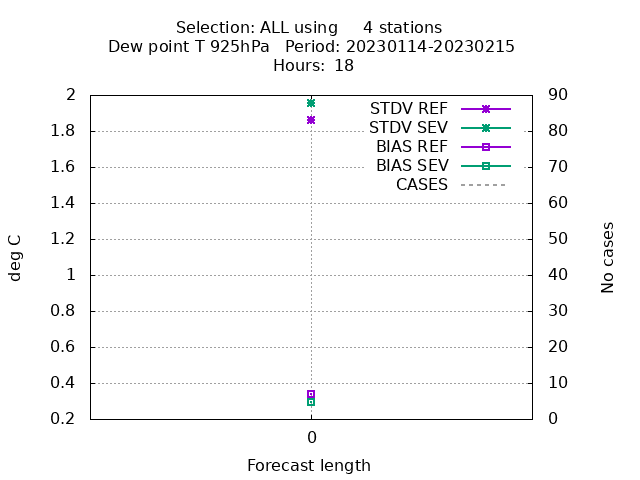 Selection: ALL using     4 stations
Dew point T 925hPa   Period: 20230114-20230215
Hours: 18
2
1.8
1.6
1.4
1.2
1
0.8
0.6
0.4
0.2
deg C
STDV REF
STDV SEV
BIAS REF
BIAS SEV
CASES
90
80
70
60
50
40
30
20
10
0
No cases
0
Forecast length